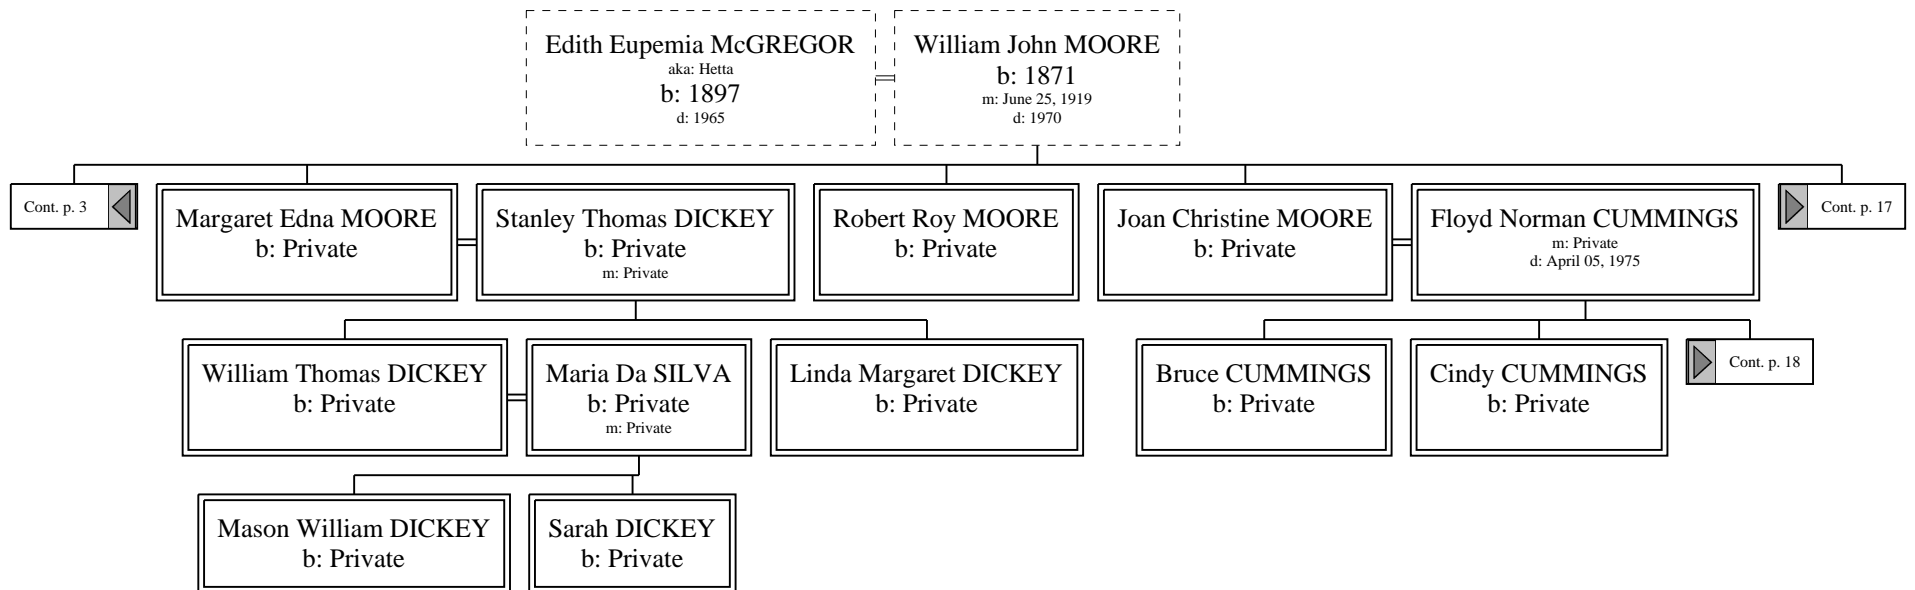 Edith Eupemia McGREGOR
aka: Hetta
b: 1897
d: 1965
William John MOORE
b: 1871
m: June 25, 1919
d: 1970
Cont. p. 3
Margaret Edna MOORE
b: Private
Stanley Thomas DICKEY
b: Private
m: Private
Robert Roy MOORE
b: Private
Joan Christine MOORE
b: Private
Floyd Norman CUMMINGS
m: Private
d: April 05, 1975
Cont. p. 17
William Thomas DICKEY
b: Private
Maria Da SILVA
b: Private
m: Private
Linda Margaret DICKEY
b: Private
Bruce CUMMINGS
b: Private
Cindy CUMMINGS
b: Private
Cont. p. 18
Mason William DICKEY
b: Private
Sarah DICKEY
b: Private